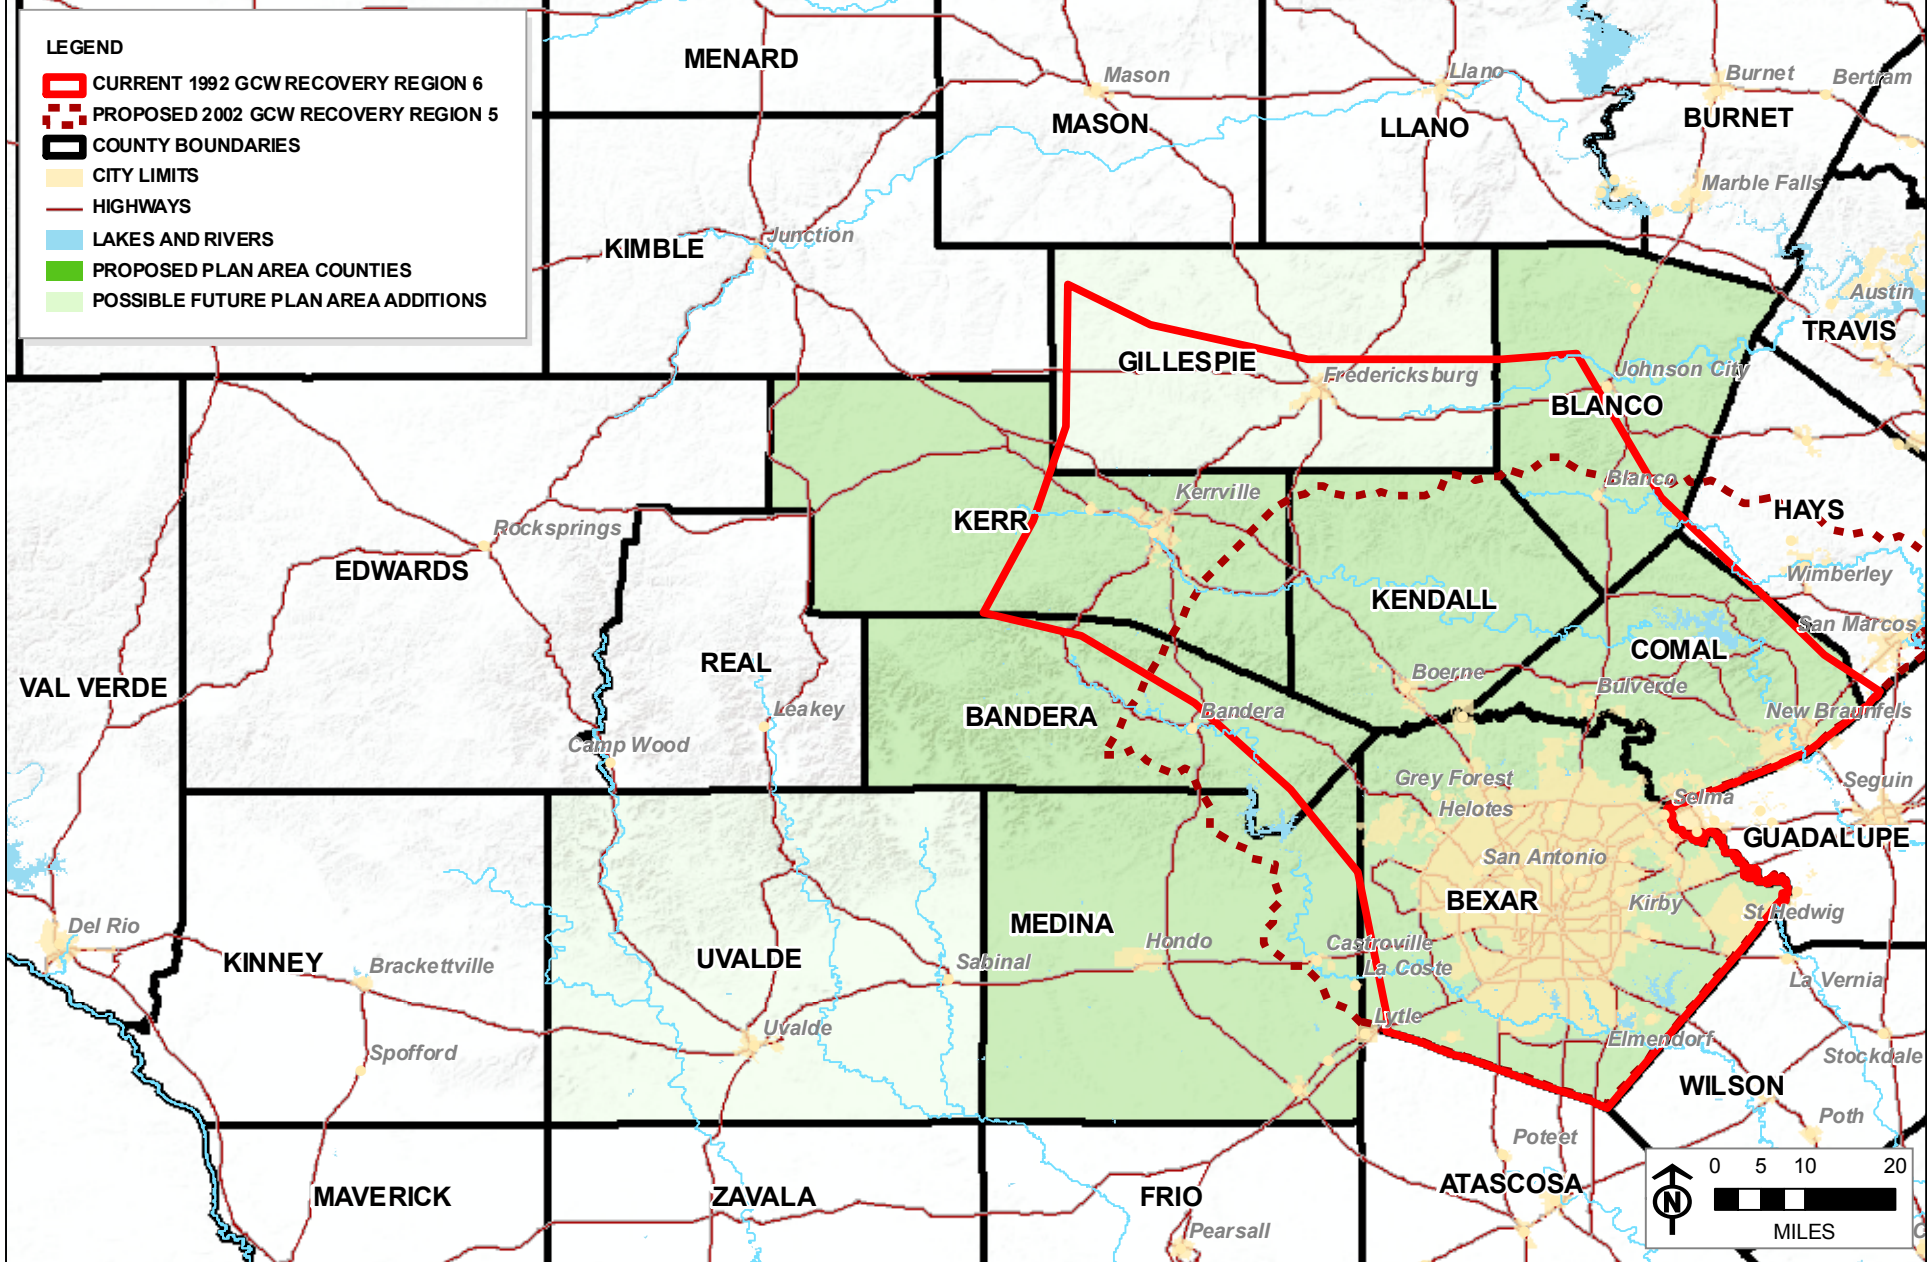 LEGEND
CURRENT 1992 GCW RECOVERY REGION 6
PROPOSED 2002 GCW RECOVERY REGION 5
COUNTY BOUNDARIES
CITY LIMITS
HIGHWAYS
LAKES AND RIVERS
PROPOSED PLAN AREA COUNTIES
POSSIBLE FUTURE PLAN AREA ADDITIONS
MENARD
Mason
Llano
Burnet
Bertram
MASON
LLANO
BURNET
Marble Falls
KIMBLE
Junction
Austin
TRAVIS
GILLESPIE
Fredericksburg
Johnson City
BLANCO
Blanco
Kerrville
HAYS
KERR
Rocksprings
EDWARDS
Wimberley
KENDALL
San Marcos
COMAL
REAL
Boerne
Bulverde
VAL VERDE
Leakey
BANDERA
Bandera
New Braunfels
Camp Wood
Grey Forest
Seguin
Selma
Helotes
GUADALUPE
San Antonio
BEXAR
Kirby
St Hedwig
Del Rio
MEDINA
Hondo
Castroville
KINNEY
Brackettville
UVALDE
Sabinal
La Coste
La Vernia
Uvalde
Lytle
Spofford
Elmendorf
Stockdale
WILSON
Poth
Poteet
MAVERICK
ZAVALA
FRIO
ATASCOSA
Pearsall
0 5 10 20
N
MILES